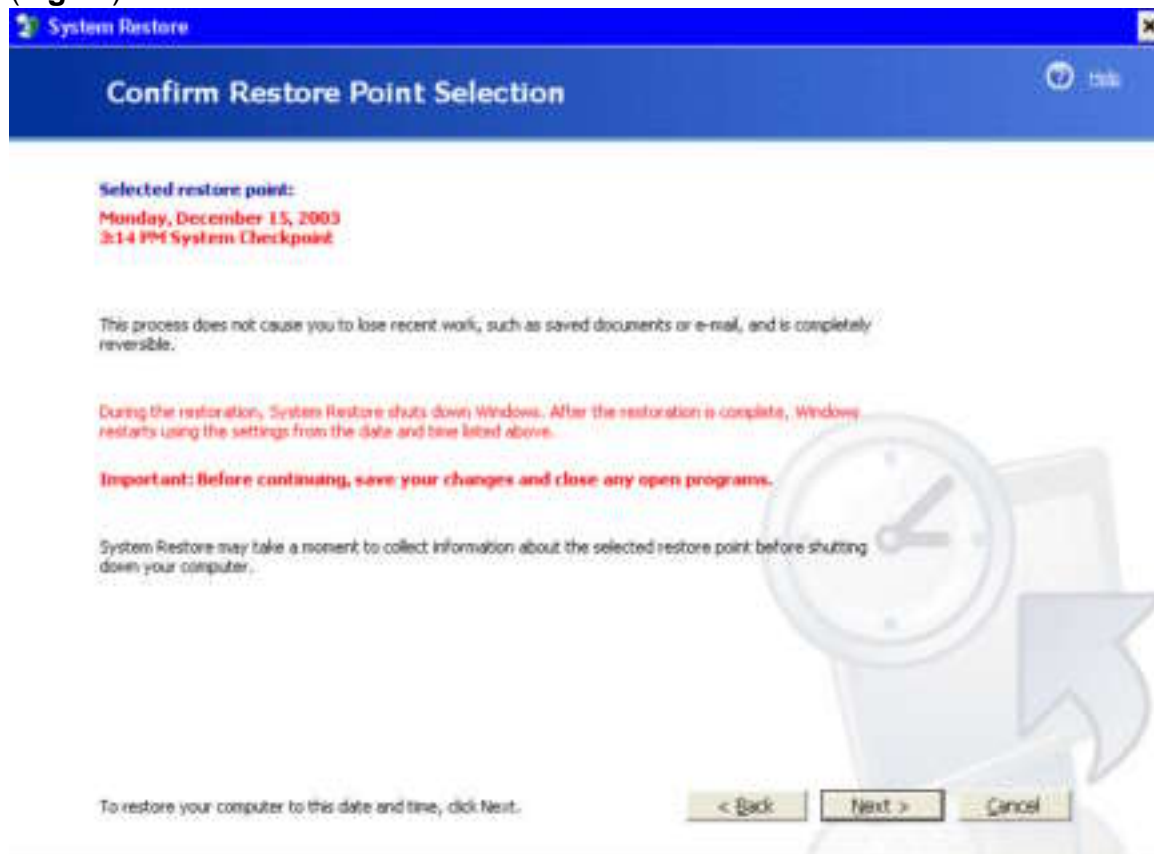 System Restore
Confirm Restore Point Selection
Help
Selected restore point:
Monday, December 15, 2003
3:14 PM System Checkpoint
This process does not cause you to lose recent work, such as saved documents or e-mail, and is completely
reversible.
During the restoration, System Restore shuts down Windows. After the restoration is complete, Windows
restarts using the settings from the date and time listed above.
Important: Before continuing, save your changes and close any open programs.
System Restore may take a moment to collect information about the selected restore point before shutting
down your computer.
To restore your computer to this date and time, click Next.
< Back
Next >
Cancel